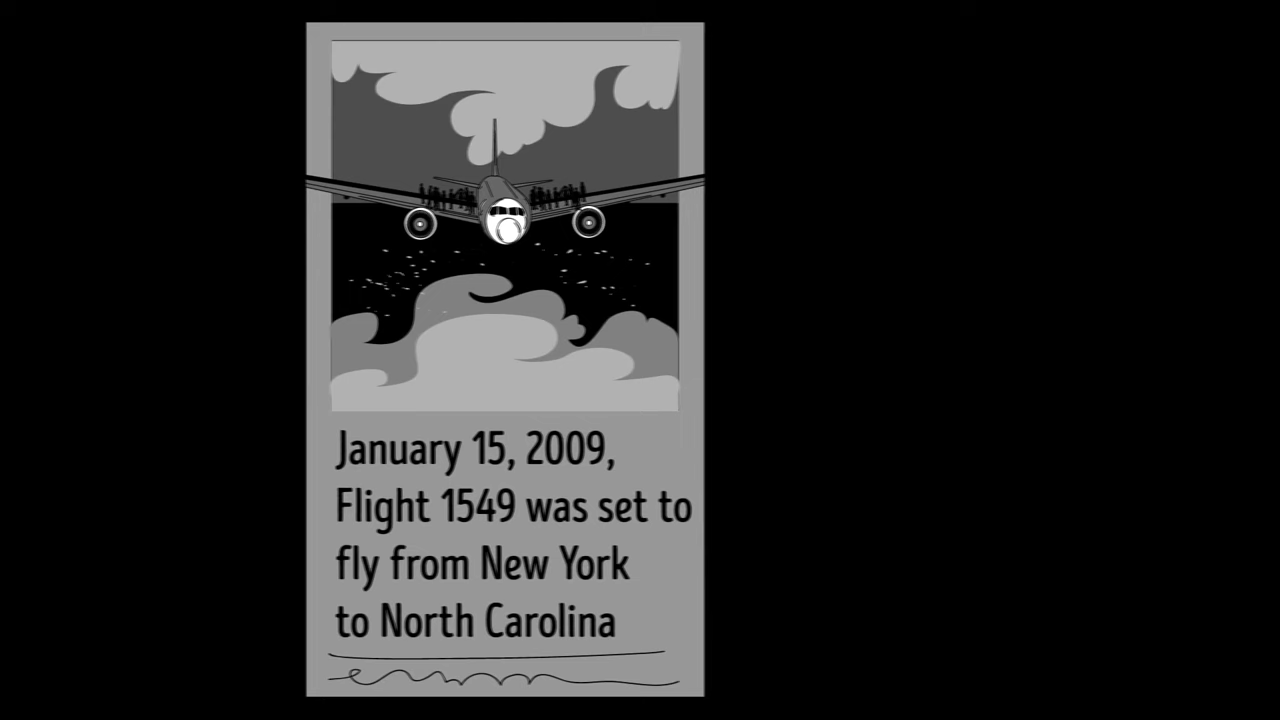 January 15, 2009,
Flight 1549 was set to
fly from New York
to North Carolina